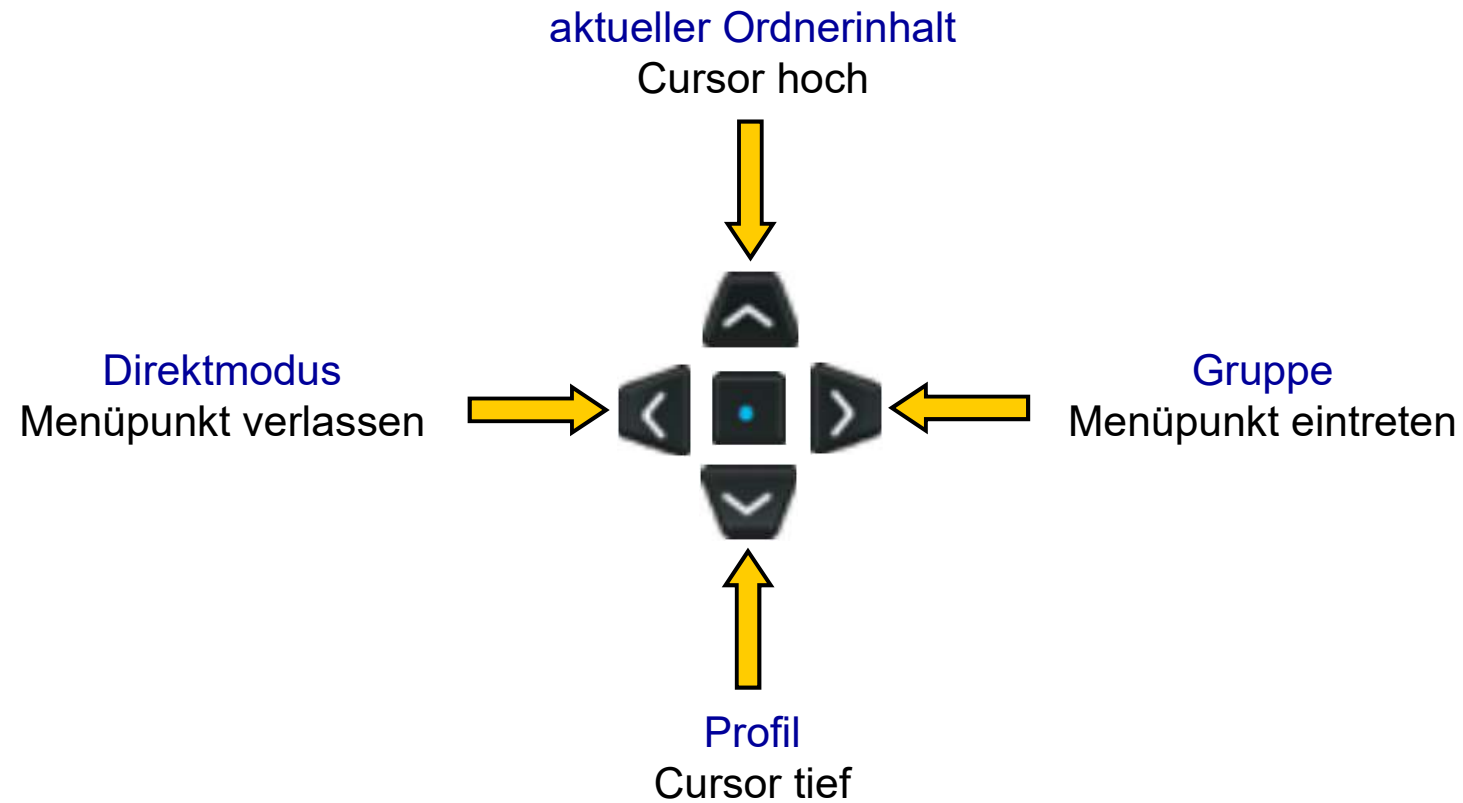 aktueller Ordnerinhalt
Cursor hoch
Direktmodus
Menüpunkt verlassen
Gruppe
Menüpunkt eintreten
Profil
Cursor tief